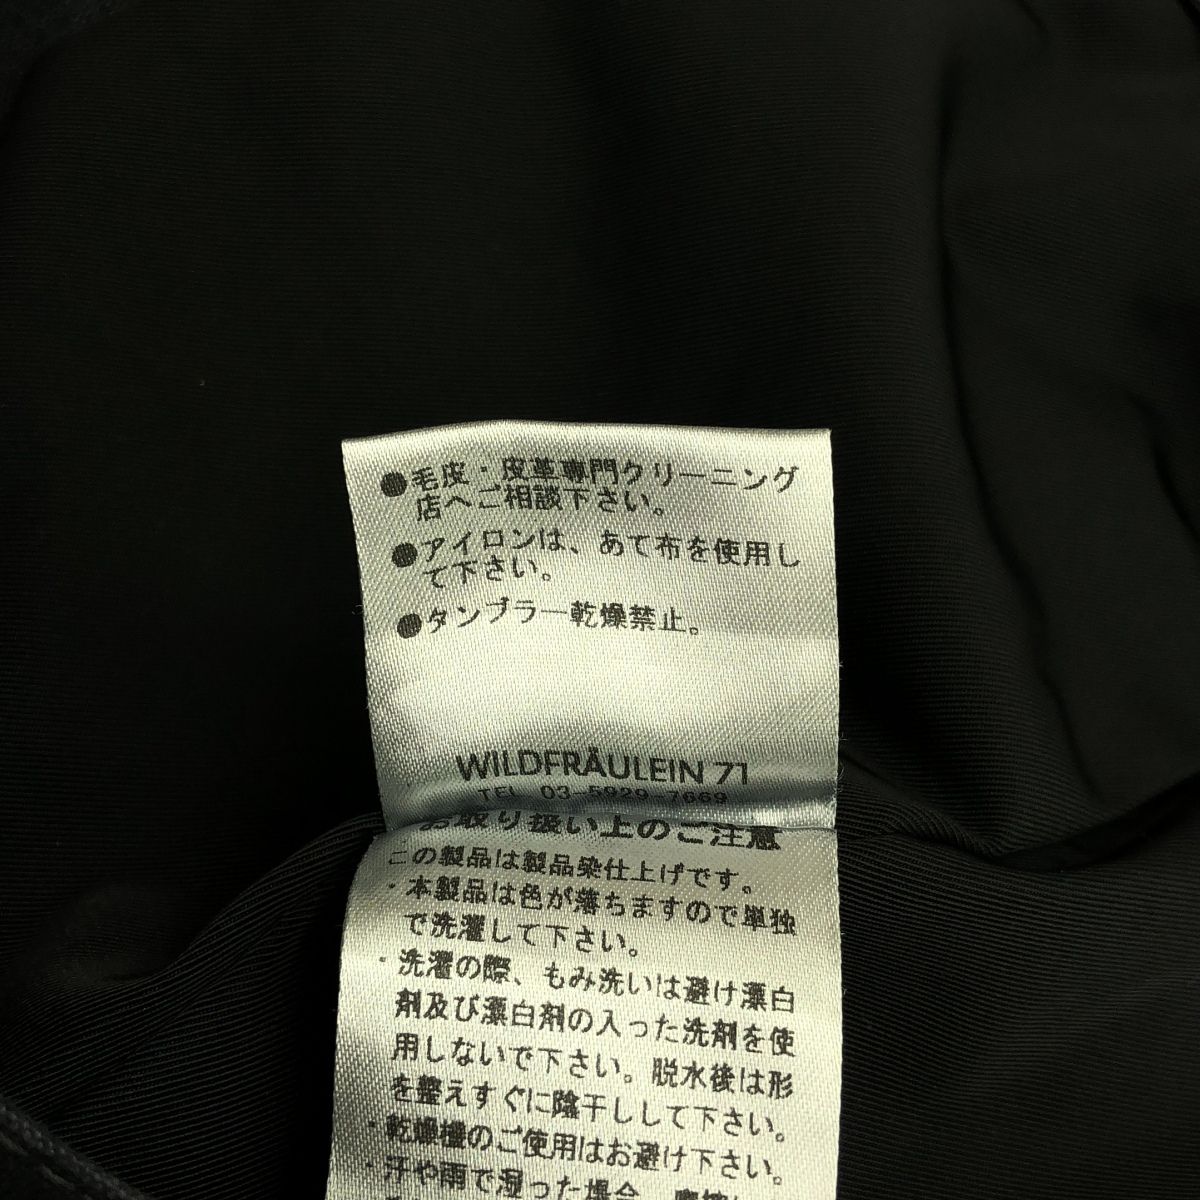 ●毛皮・皮革専門クリーニング
店へご相談下さい。
●アイロンは、あて布を使用し
て下さい。
●タンブラー乾燥禁止。
WILDFRÄULEIN 71
TEL 03-5929-7669
お取り扱い上のご注意
この製品は製品染仕上げです。
・本製品は色が落ちますので単独
で洗濯して下さい。
・洗濯の際、もみ洗いは避け漂白
剤及び漂白剤の入った洗剤を使
用しないで下さい。脱水後は形
を整えすぐに陰干しして下さい。
・乾燥機のご使用はお避け下さい。
・汗や雨で湿った場合、摩擦に